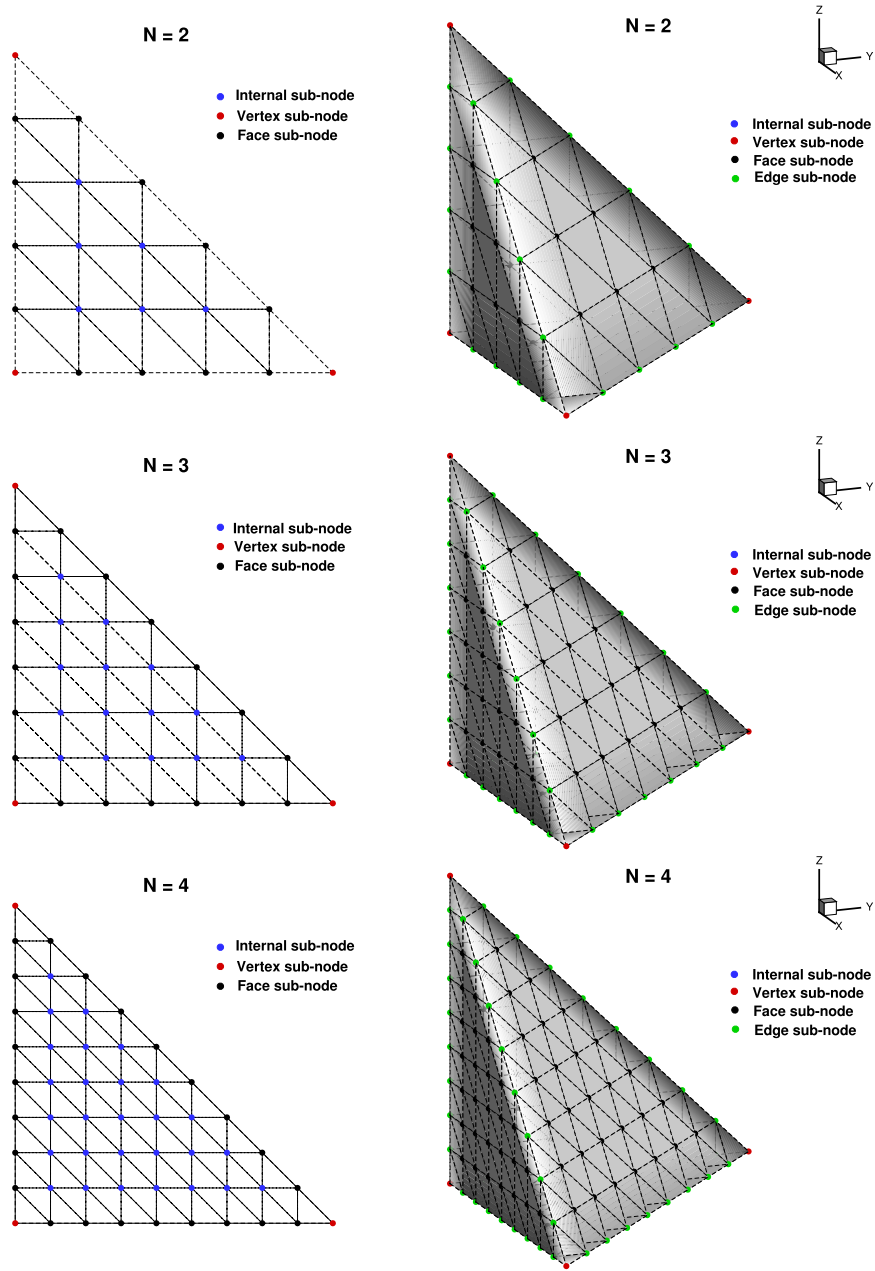 N = 2
Internal sub-node
Vertex sub-node
Face sub-node
N = 2
Z
Y
X
Internal sub-node
Vertex sub-node
Face sub-node
Edge sub-node
N = 3
Internal sub-node
Vertex sub-node
Face sub-node
N = 3
Z
Y
X
Internal sub-node
Vertex sub-node
Face sub-node
Edge sub-node
N = 4
Internal sub-node
Vertex sub-node
Face sub-node
N = 4
Z
Y
X
Internal sub-node
Vertex sub-node
Face sub-node
Edge sub-node